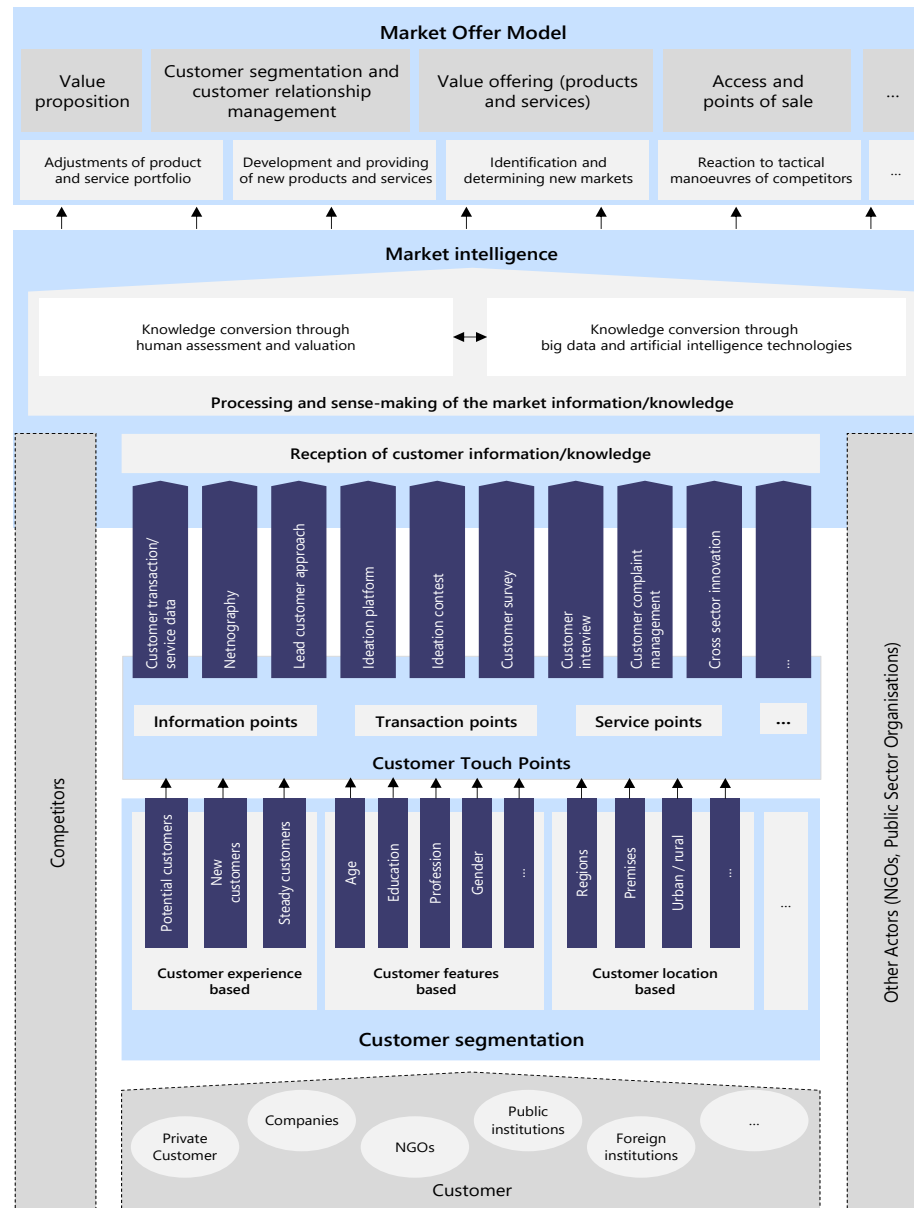 Market Offer Model
Value
proposition
Customer segmentation and
customer relationship
management
Value offering (products
and services)
Access and
points of sale
...
Adjustments of product
and service portfolio
Development and providing
of new products and services
Identification and
determining new markets
Reaction to tactical
manoeuvres of competitors
...
Market intelligence
Knowledge conversion through
human assessment and valuation
Knowledge conversion through
big data and artificial intelligence technologies
Processing and sense-making of the market information/knowledge
Reception of customer information/knowledge
Customer transaction/
service data
Netnography
Lead customer approach
Ideation platform
Ideation contest
Customer survey
Customer
interview
Customer complaint
management
Cross sector innovation
...
Information points
Transaction points
Service points
...
Customer Touch Points
Potential customers
New
customers
Steady customers
Age
Education
Profession
Gender
...
Regions
Premises
Urban / rural
...
...
Customer experience
based
Customer features
based
Customer location
based
Customer segmentation
Private
Customer
Companies
NGOs
Public
institutions
Foreign
institutions
...
Customer
Competitors
Other Actors (NGOs, Public Sector Organisations)